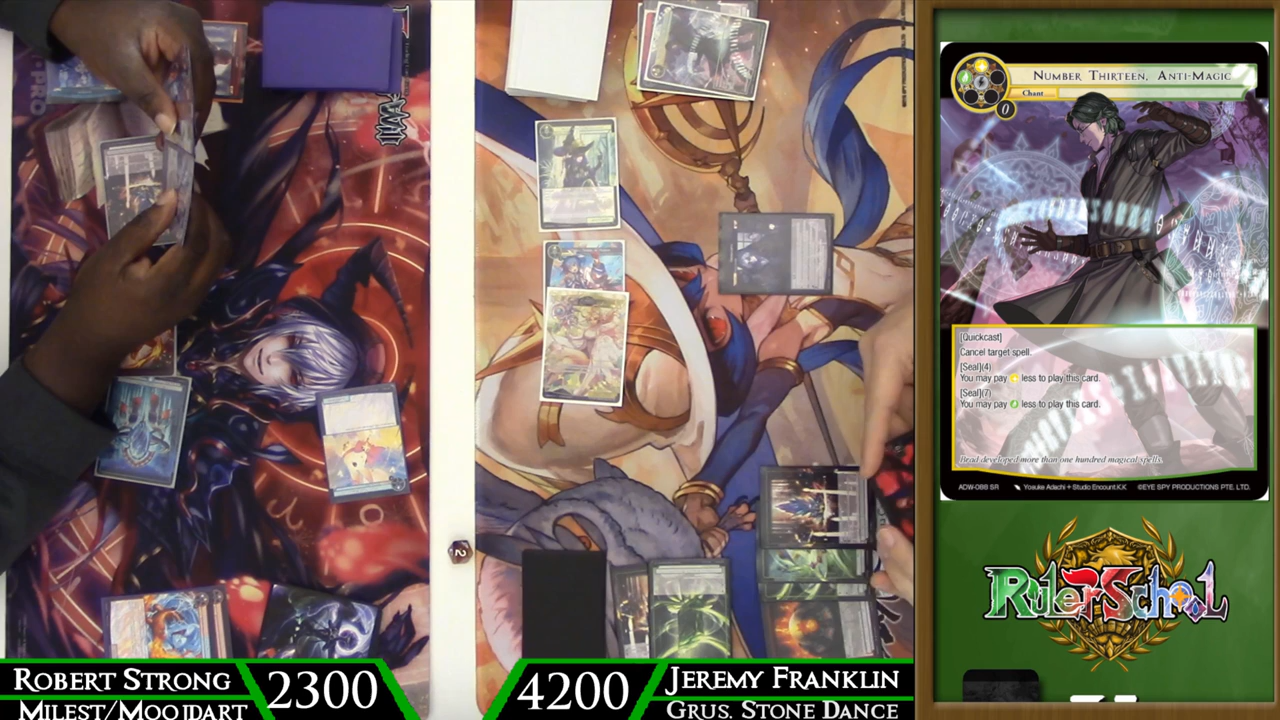 NUMBER THIRTEEN, ANTI-MAGIC
Chant
0
[Quickcast]
Cancel target spell.
[Seal](4)
You may pay less to play this card.
[Seal](7)
You may pay less to play this card.
Brad developed more than one hundred magical spells.
ADW-088 SR
Yosuke Adachi + Studio Encount.K.K
©EYE SPY PRODUCTIONS PTE. LTD.
RULER SCHOOL
2
ROBERT STRONG
2300
MILEST/MOOJDART
4200
JEREMY FRANKLIN
GRUS. STONE DANCE